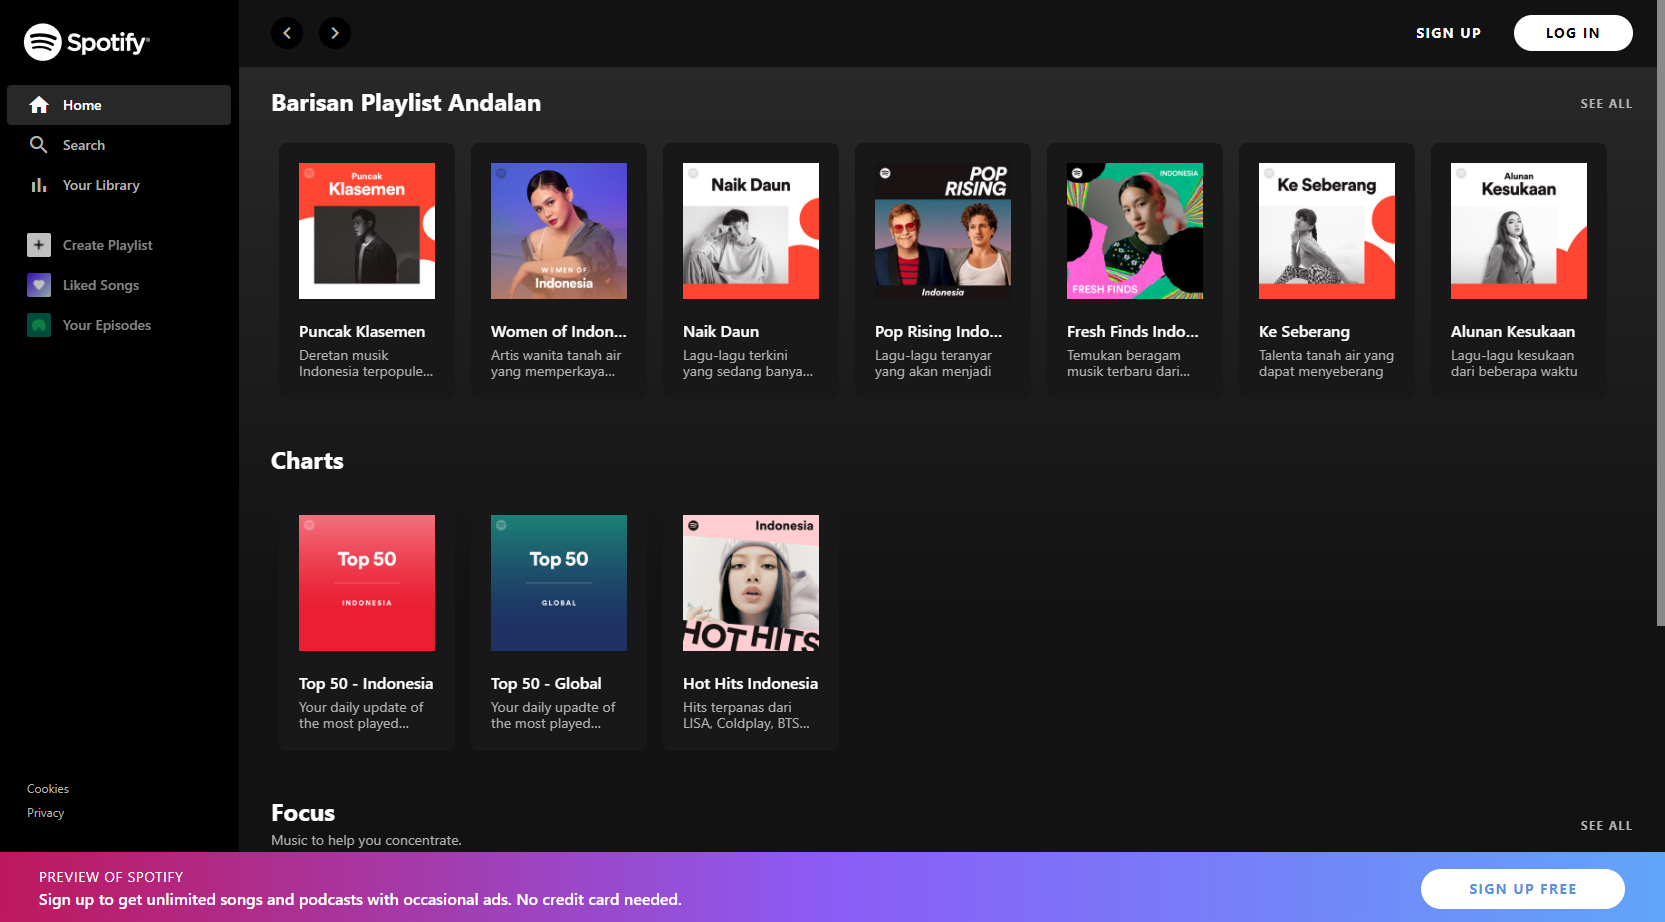 Spotify
SIGN UP
LOG IN
Home
Search
Your Library
Create Playlist
Liked Songs
Your Episodes
Cookies
Privacy
Barisan Playlist Andalan
SEE ALL
Puncak
Klasemen
Puncak Klasemen
Deretan musik
Indonesia terpopule...
WOMEN OF
Indonesia
Women of Indon...
Artis wanita tanah air
yang memperkaya...
Naik Daun
Naik Daun
Lagu-lagu terkini
yang sedang banya...
POP
RISING
Indonesia
Pop Rising Indo...
Lagu-lagu teranyar
yang akan menjadi
INDONESIA
FRESH FINDS
Fresh Finds Indo...
Temukan beragam
musik terbaru dari...
Ke Seberang
Ke Seberang
Talenta tanah air yang
dapat menyeberang
Alunan
Kesukaan
Alunan Kesukaan
Lagu-lagu kesukaan
dari beberapa waktu
Charts
Top 50
INDONESIA
Top 50 - Indonesia
Your daily update of
the most played...
Top 50
GLOBAL
Top 50 - Global
Your daily upadte of
the most played...
Indonesia
HOT HITS
Hot Hits Indonesia
Hits terpanas dari
LISA, Coldplay, BTS...
Focus
Music to help you concentrate.
SEE ALL
PREVIEW OF SPOTIFY
Sign up to get unlimited songs and podcasts with occasional ads. No credit card needed.
SIGN UP FREE